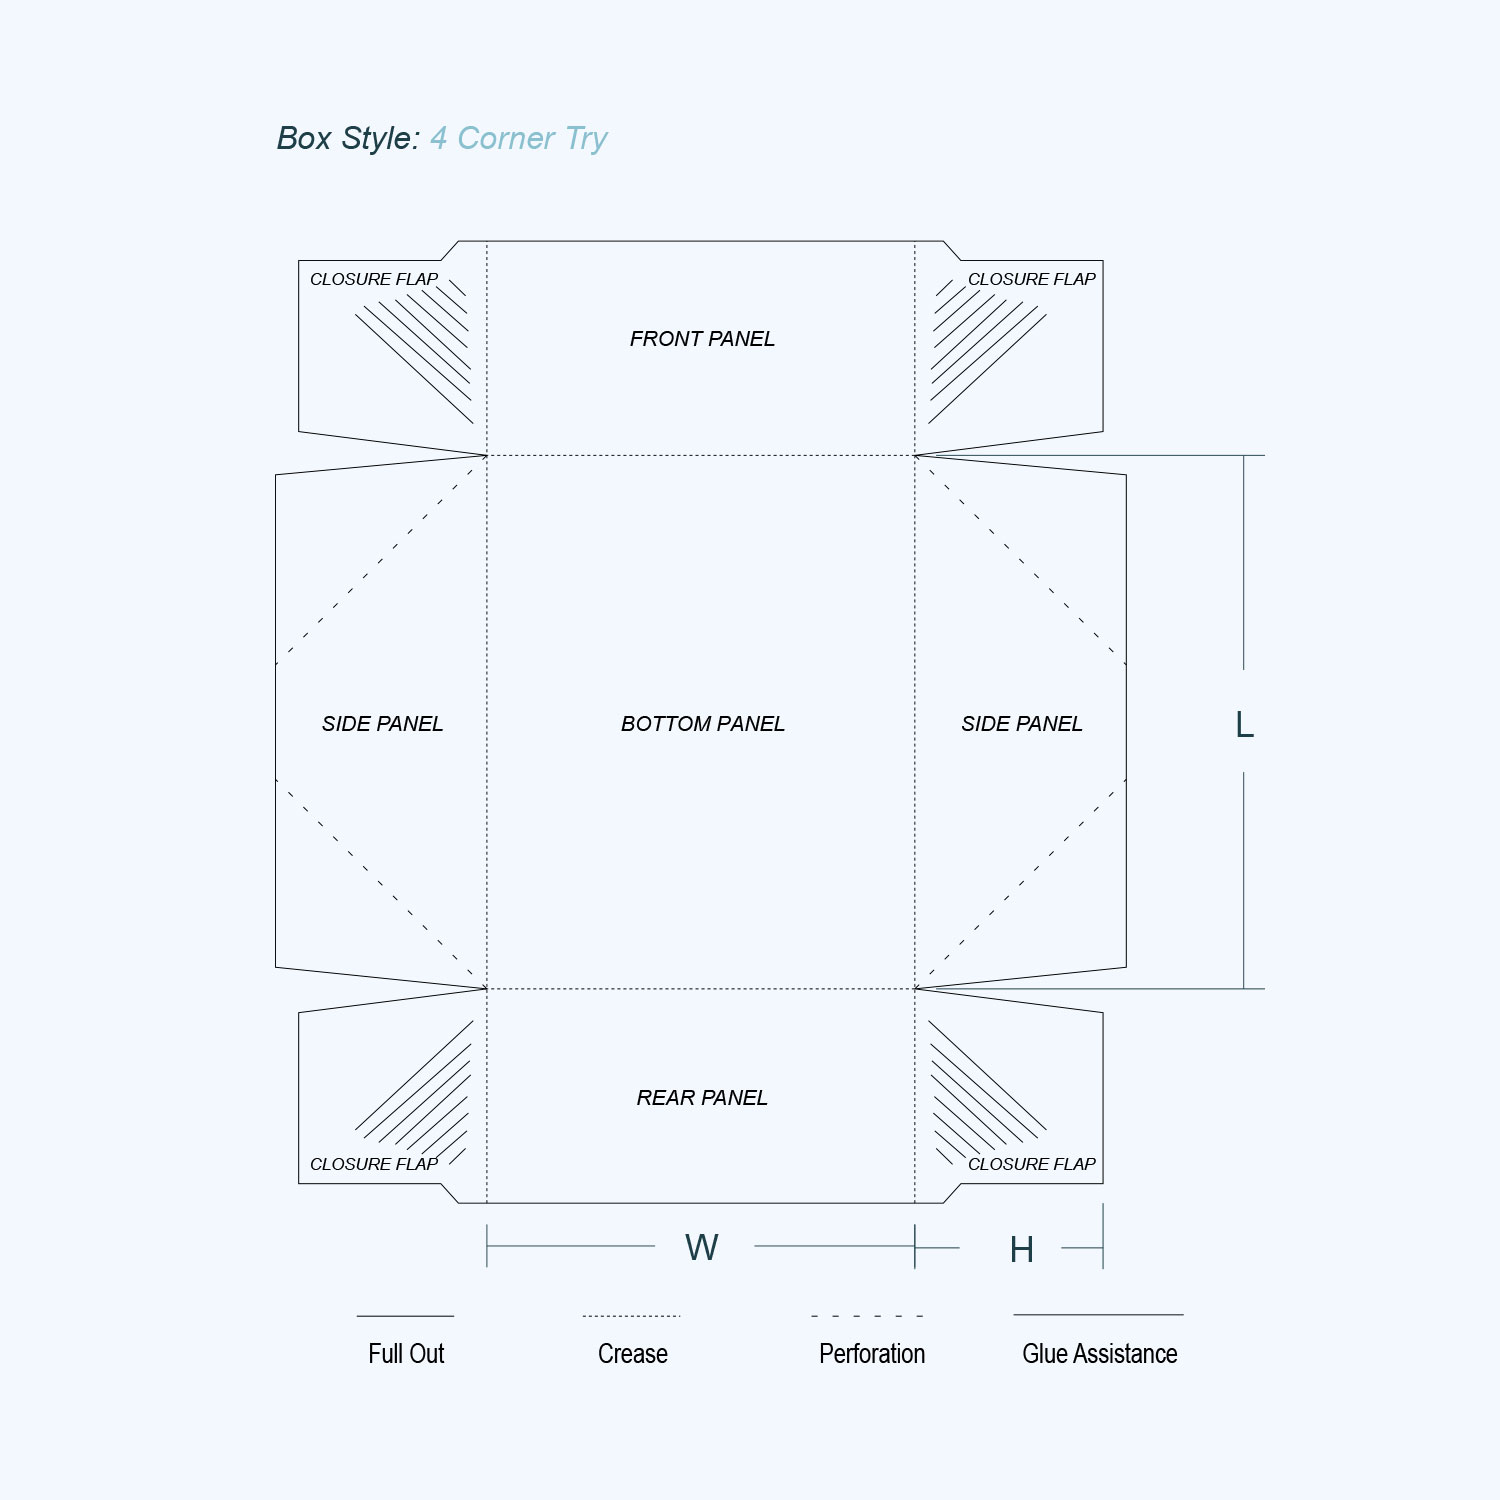 Box Style: 4 Corner Try
CLOSURE FLAP
CLOSURE FLAP
FRONT PANEL
SIDE PANEL
BOTTOM PANEL
SIDE PANEL
L
REAR PANEL
CLOSURE FLAP
CLOSURE FLAP
W
H
Full Out
Crease
Perforation
Glue Assistance